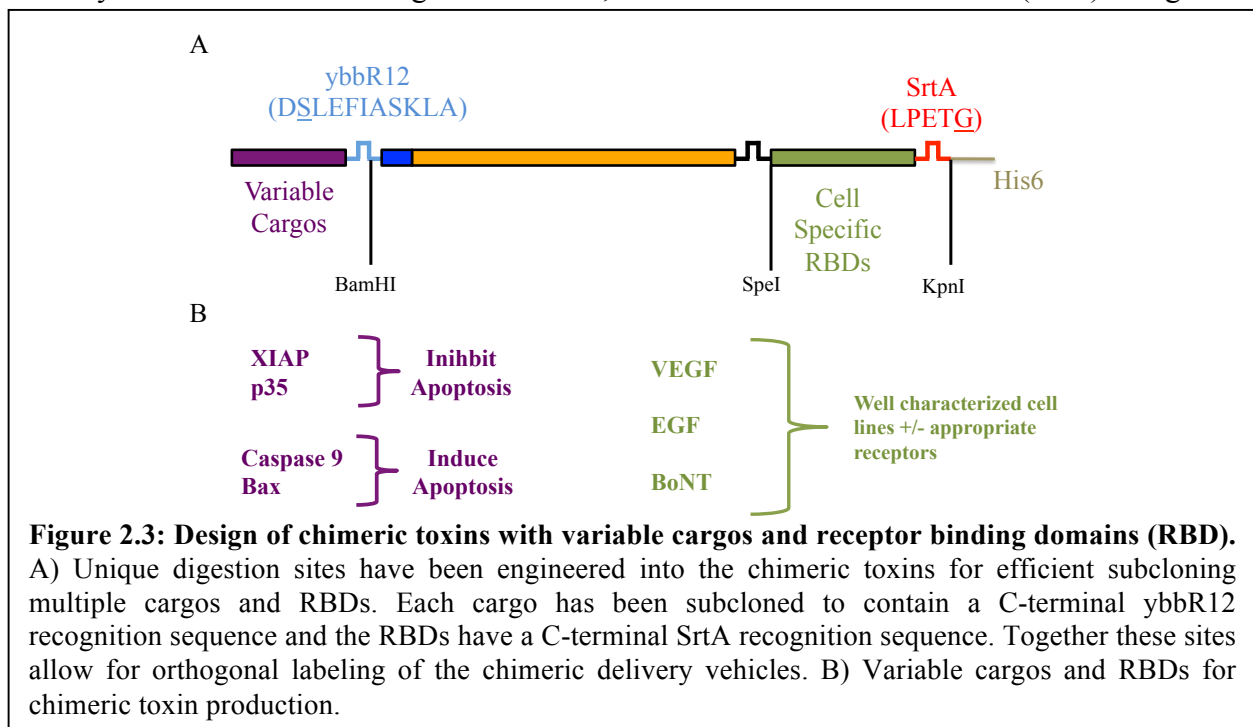 A
ybbR12
(DSLEFIASKLA)
SrtA
(LPETG)
Variable
Cargos
Cell
Specific
RBDs
His6
BamHI
SpeI
KpnI
B
XIAP
p35
Inihbit
Apoptosis
Caspase 9
Bax
Induce
Apoptosis
VEGF
EGF
BoNT
Well characterized cell
lines +/- appropriate
receptors
Figure 2.3: Design of chimeric toxins with variable cargos and receptor binding domains (RBD).
A) Unique digestion sites have been engineered into the chimeric toxins for efficient subcloning
multiple cargos and RBDs. Each cargo has been subcloned to contain a C-terminal ybbR12
recognition sequence and the RBDs have a C-terminal SrtA recognition sequence. Together these sites
allow for orthogonal labeling of the chimeric delivery vehicles. B) Variable cargos and RBDs for
chimeric toxin production.